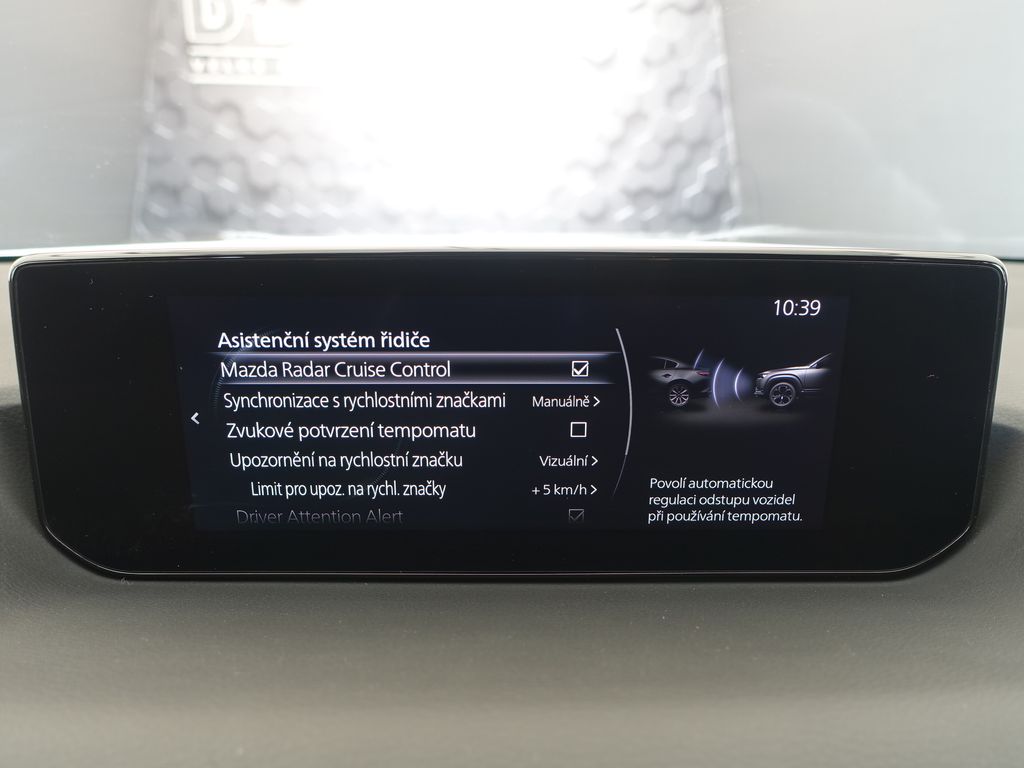 10:39
Asistenční systém řidiče
Mazda Radar Cruise Control
Synchronizace s rychlostními značkami Manuálně >
Zvukové potvrzení tempomatu
Upozornění na rychlostní značku Vizuální >
Limit pro upoz. na rychl. značky + 5 km/h >
Driver Attention Alert
Povolí automatickou
regulaci odstupu vozidel
při používání tempomatu.